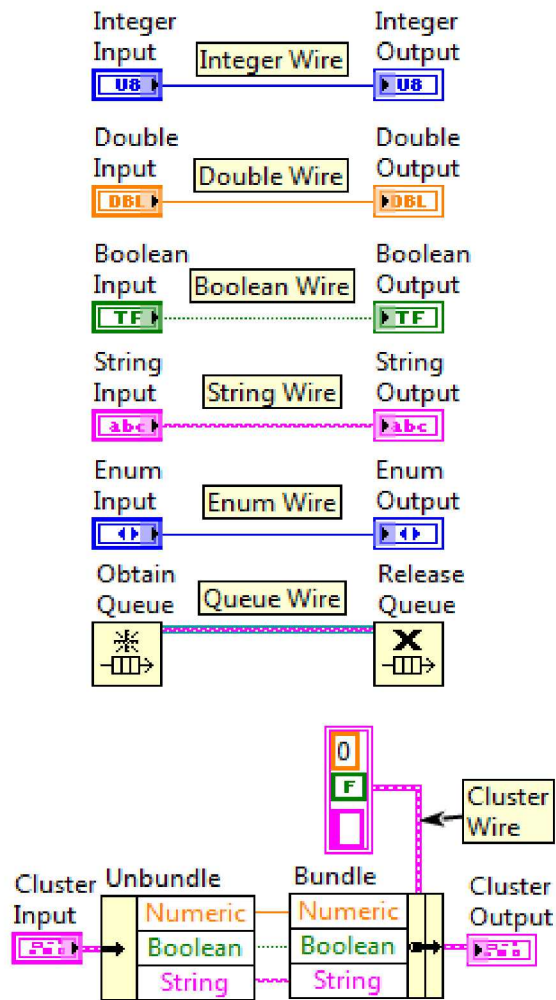 Integer Input
Integer Output
Integer Wire
U8
U8
Double Input
Double Output
Double Wire
DBL
DBL
Boolean Input
Boolean Output
Boolean Wire
TF
TF
String Input
String Output
String Wire
abc
abc
Enum Input
Enum Output
Enum Wire
Obtain Queue
Release Queue
Queue Wire
0
F
Cluster Wire
Cluster Input
Unbundle
Bundle
Cluster Output
Numeric
Numeric
Boolean
Boolean
String
String